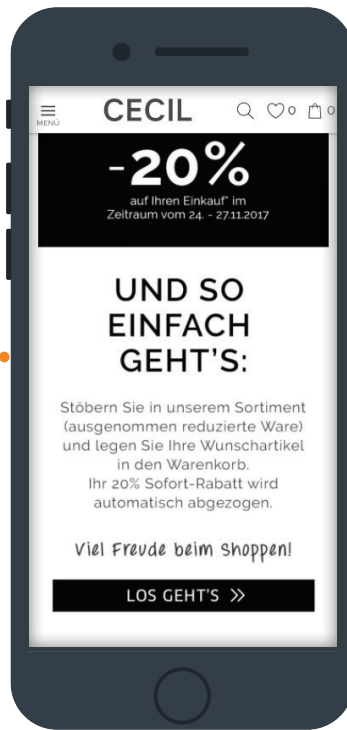 MENÜ
CECIL
0
0
-20%
auf Ihren Einkauf* im
Zeitraum vom 24. - 27.11.2017
UND SO
EINFACH
GEHT'S:
Stöbern Sie in unserem Sortiment
(ausgenommen reduzierte Ware)
und legen Sie Ihre Wunschartikel
in den Warenkorb.
Ihr 20% Sofort-Rabatt wird
automatisch abgezogen.
Viel Freude beim Shoppen!
LOS GEHT'S »